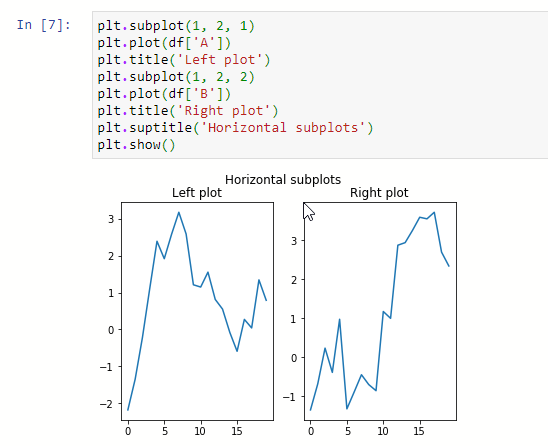 In [7]:
plt.subplot(1, 2, 1)
plt.plot(df['A'])
plt.title('Left plot')
plt.subplot(1, 2, 2)
plt.plot(df['B'])
plt.title('Right plot')
plt.suptitle('Horizontal subplots')
plt.show()
Horizontal subplots
Left plot
3
2
1
0
−1
−2
0 5 10 15
Right plot
3
2
1
0
−1
0 5 10 15